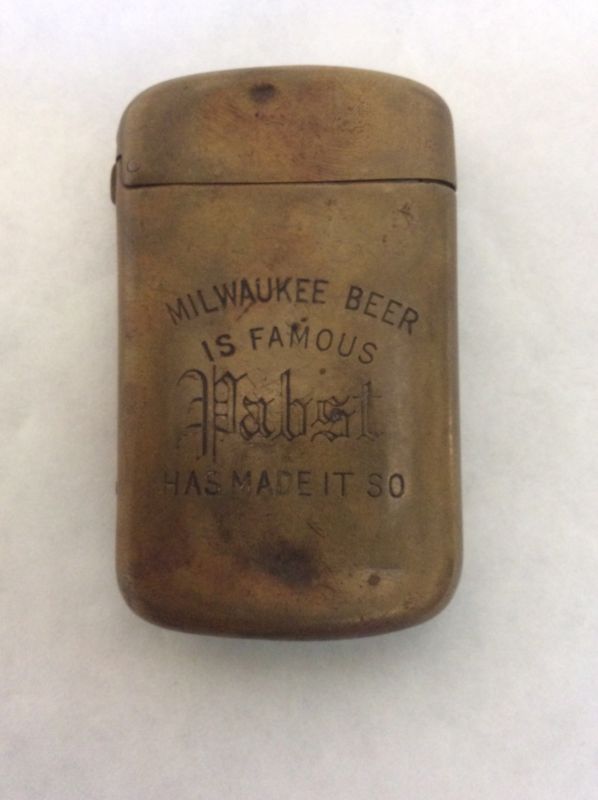 MILWAUKEE BEER
IS FAMOUS
Pabst
HAS MADE IT SO